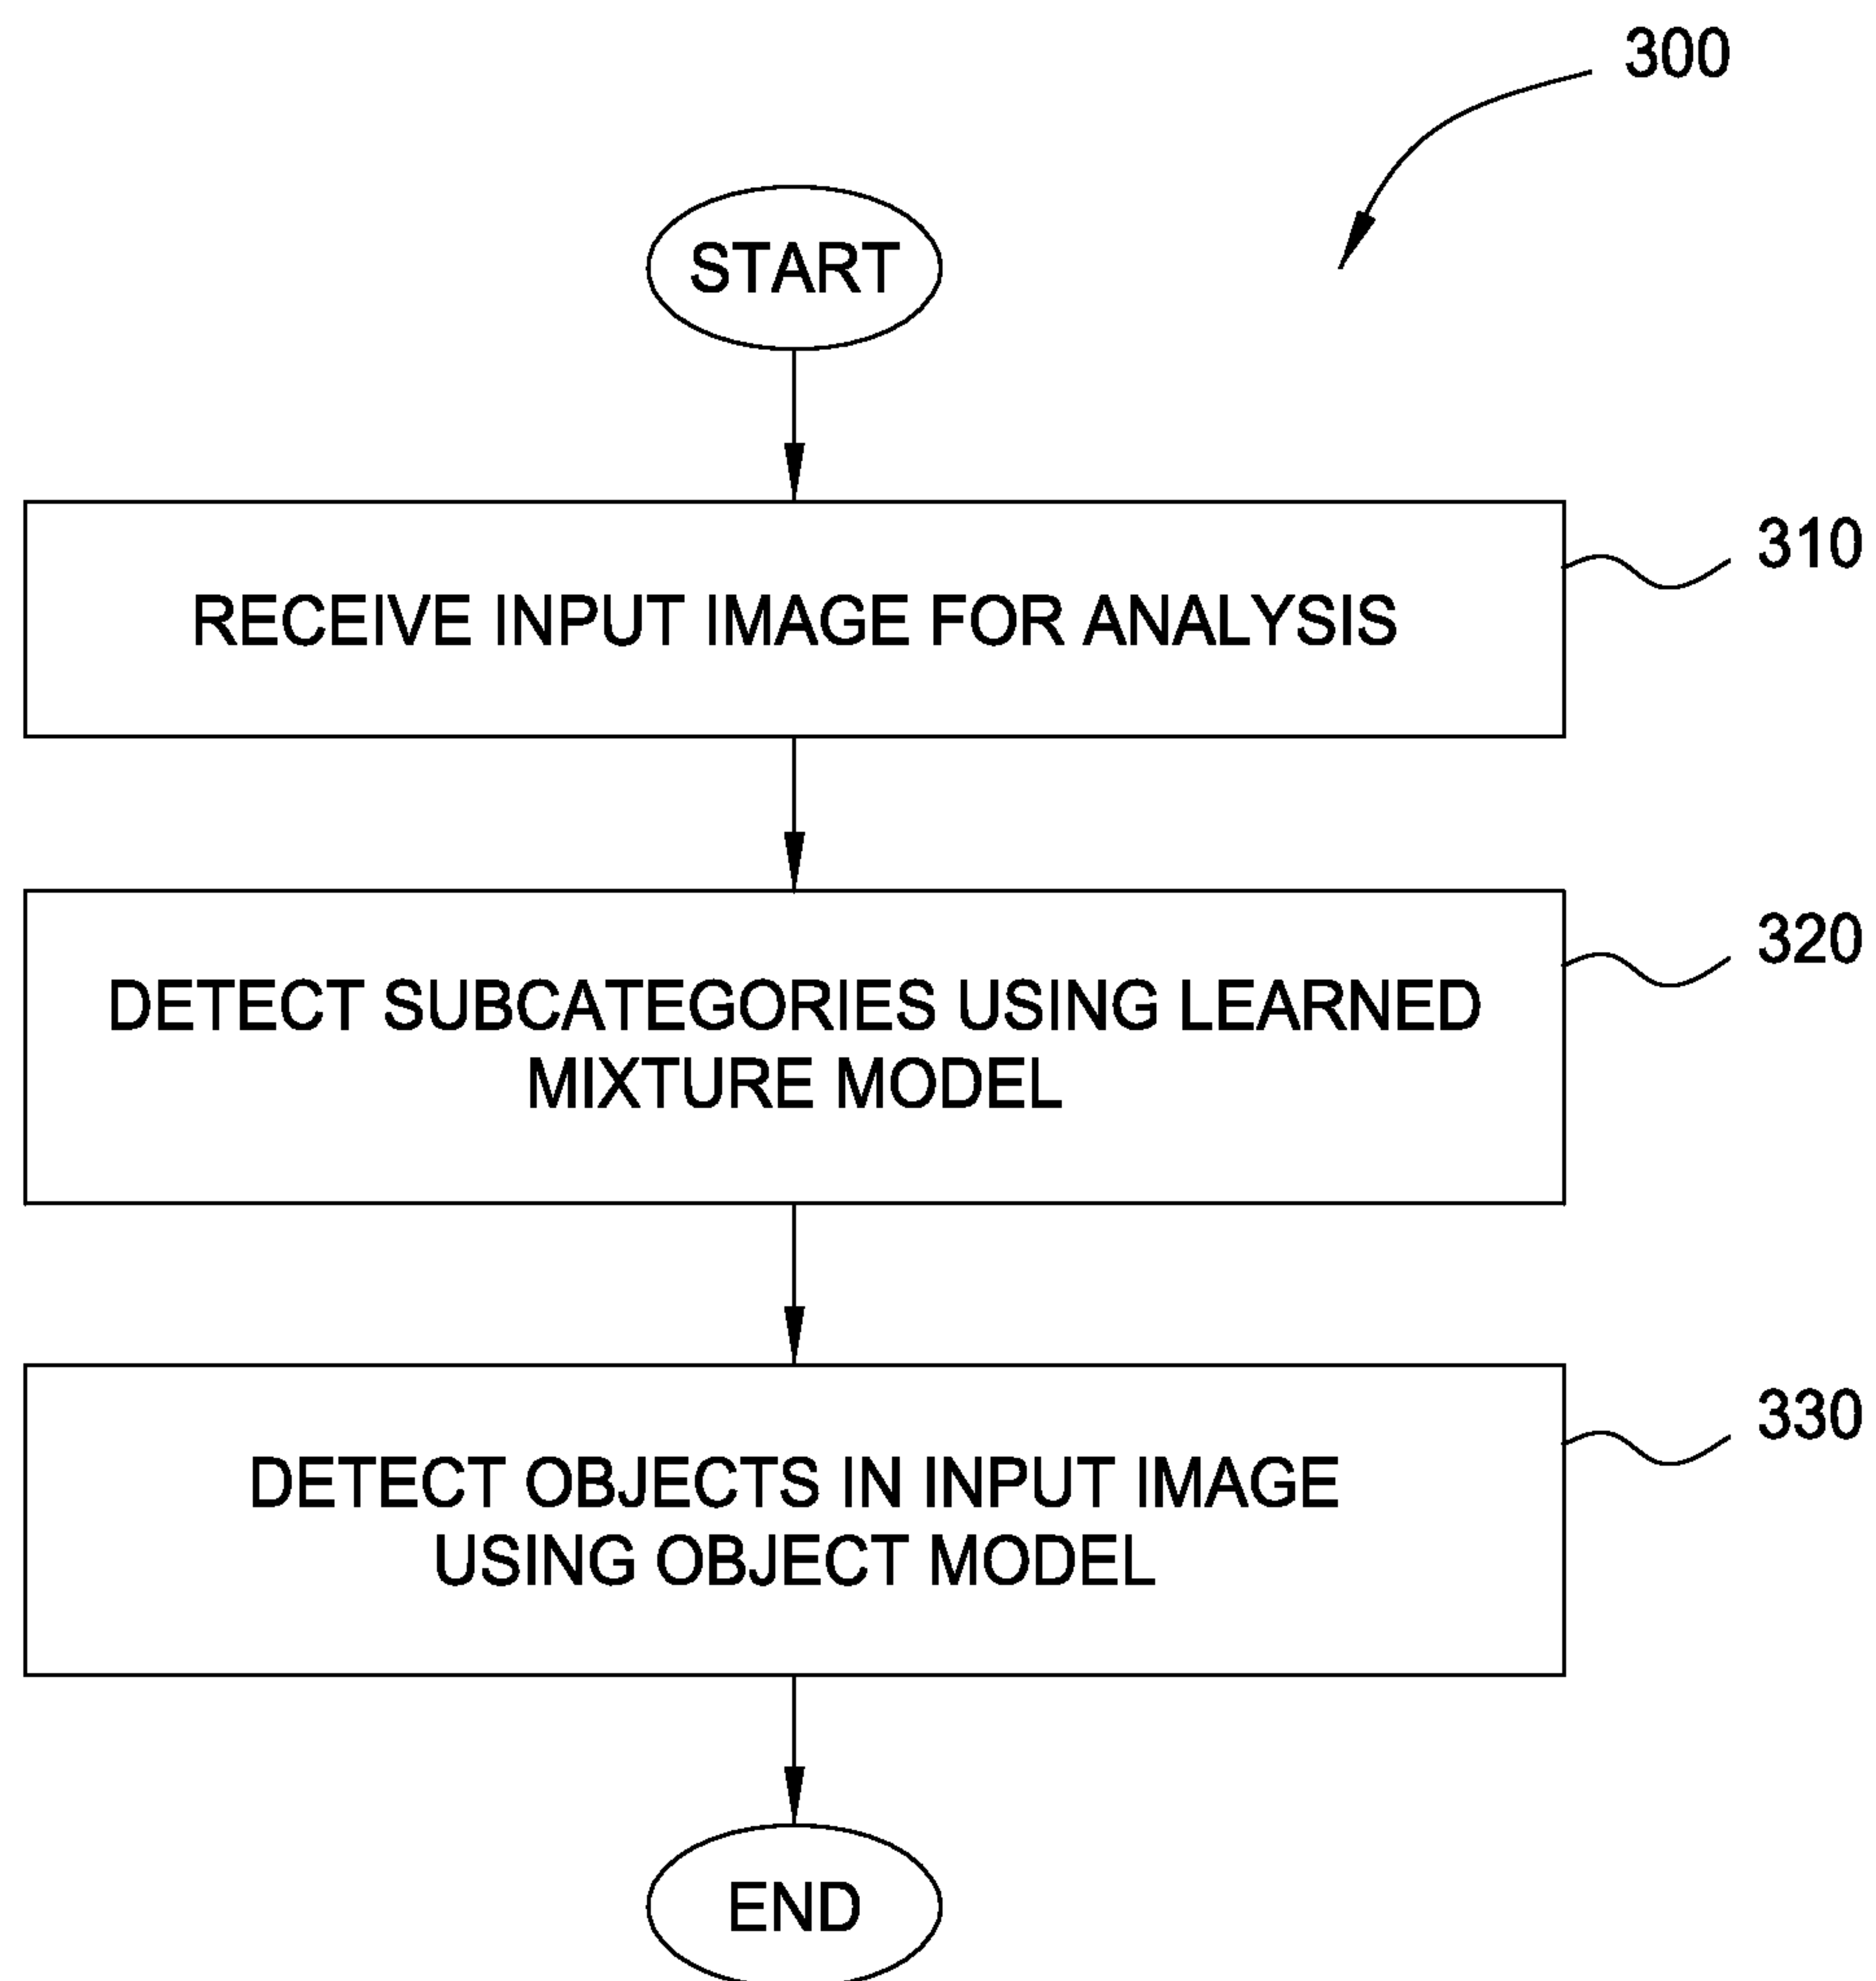 300
START
310
RECEIVE INPUT IMAGE FOR ANALYSIS
320
DETECT SUBCATEGORIES USING LEARNED
MIXTURE MODEL
330
DETECT OBJECTS IN INPUT IMAGE
USING OBJECT MODEL
END